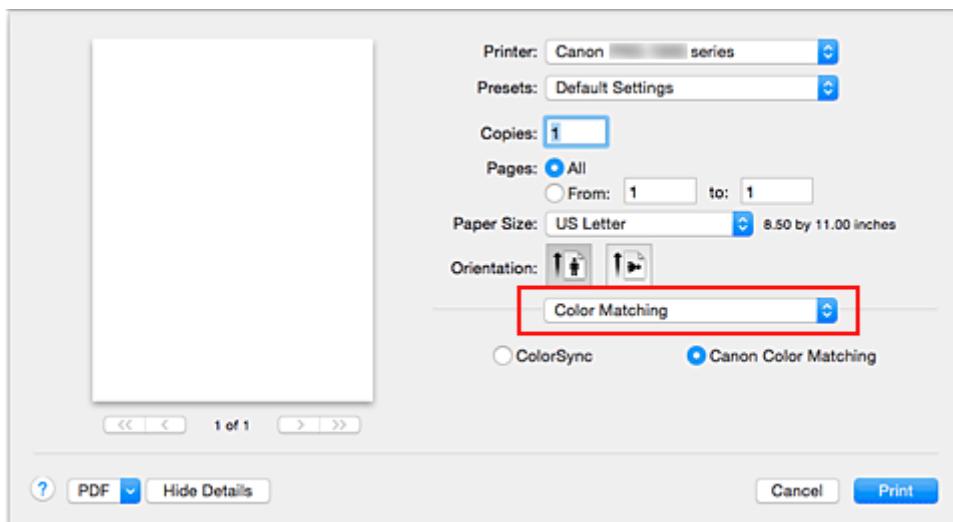 Printer: Canon series
Presets: Default Settings
Copies: 1
Pages: All
From: 1 to: 1
Paper Size: US Letter 8.50 by 11.00 inches
Orientation:
Color Matching
ColorSync Canon Color Matching
<< < 1 of 1 > >>
? PDF Hide Details Cancel Print